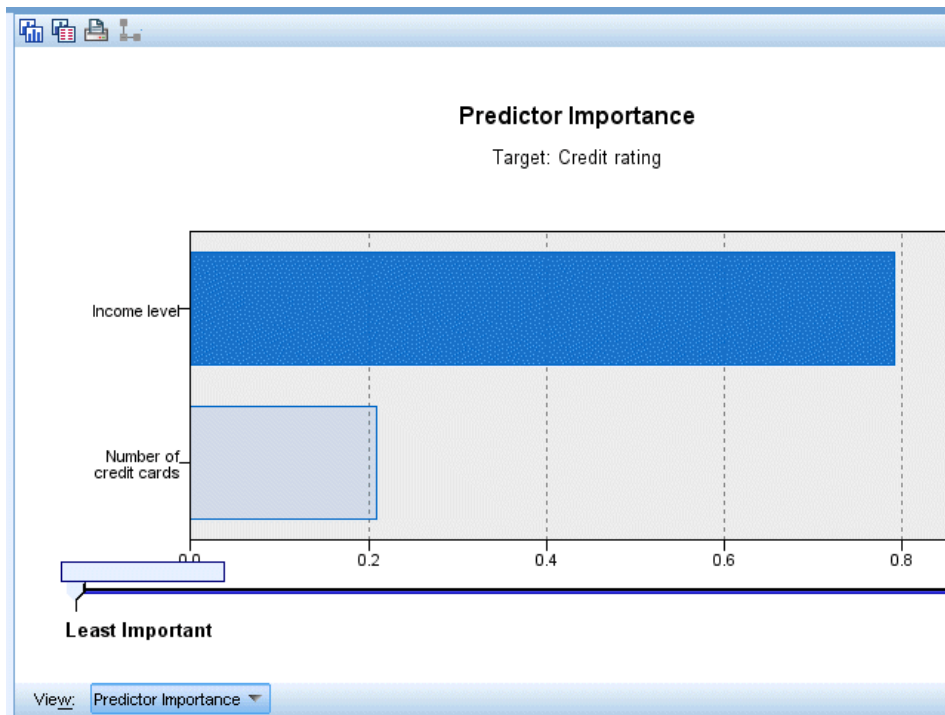 Predictor Importance
Target: Credit rating
Income level
Number of
credit cards
0.0 0.2 0.4 0.6 0.8
Least Important
View: Predictor Importance